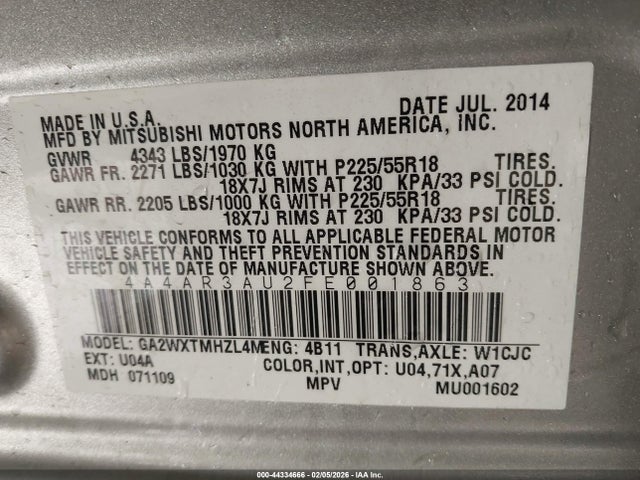 MADE IN U.S.A. DATE JUL. 2014
MFD BY MITSUBISHI MOTORS NORTH AMERICA, INC.
GVWR 4343 LBS/1970 KG
GAWR FR. 2271 LBS/1030 KG WITH P225/55R18 TIRES.
18X7J RIMS AT 230 KPA/33 PSI COLD.
GAWR RR. 2205 LBS/1000 KG WITH P225/55R18 TIRES.
18X7J RIMS AT 230 KPA/33 PSI COLD.
THIS VEHICLE CONFORMS TO ALL APPLICABLE FEDERAL MOTOR
VEHICLE SAFETY AND THEFT PREVENTION STANDARDS IN
EFFECT ON THE DATE OF MANUFACTURE SHOWN ABOVE.
4A4AR3AU2FE001863
MODEL: GA2WXTMHZL4M ENG: 4B11 TRANS,AXLE: W1CJC
EXT: U04A COLOR,INT,OPT: U04,71X,A07
MDH 071109 MPV MU001602
000-44334666 - 02/05/2026 - IAA Inc.